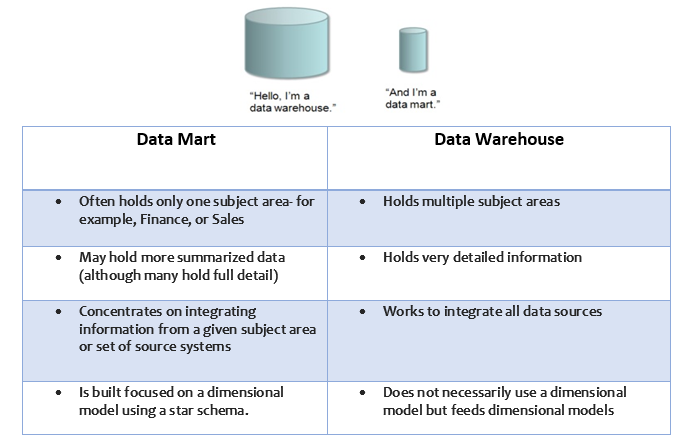 “Hello, I’m a
data warehouse.”
“And I’m a
data mart.”
Data Mart
Data Warehouse
• Often holds only one subject area- for
example, Finance, or Sales
• Holds multiple subject areas
• May hold more summarized data
(although many hold full detail)
• Holds very detailed information
• Concentrates on integrating
information from a given subject area
or set of source systems
• Works to integrate all data sources
• Is built focused on a dimensional
model using a star schema.
• Does not necessarily use a dimensional
model but feeds dimensional models